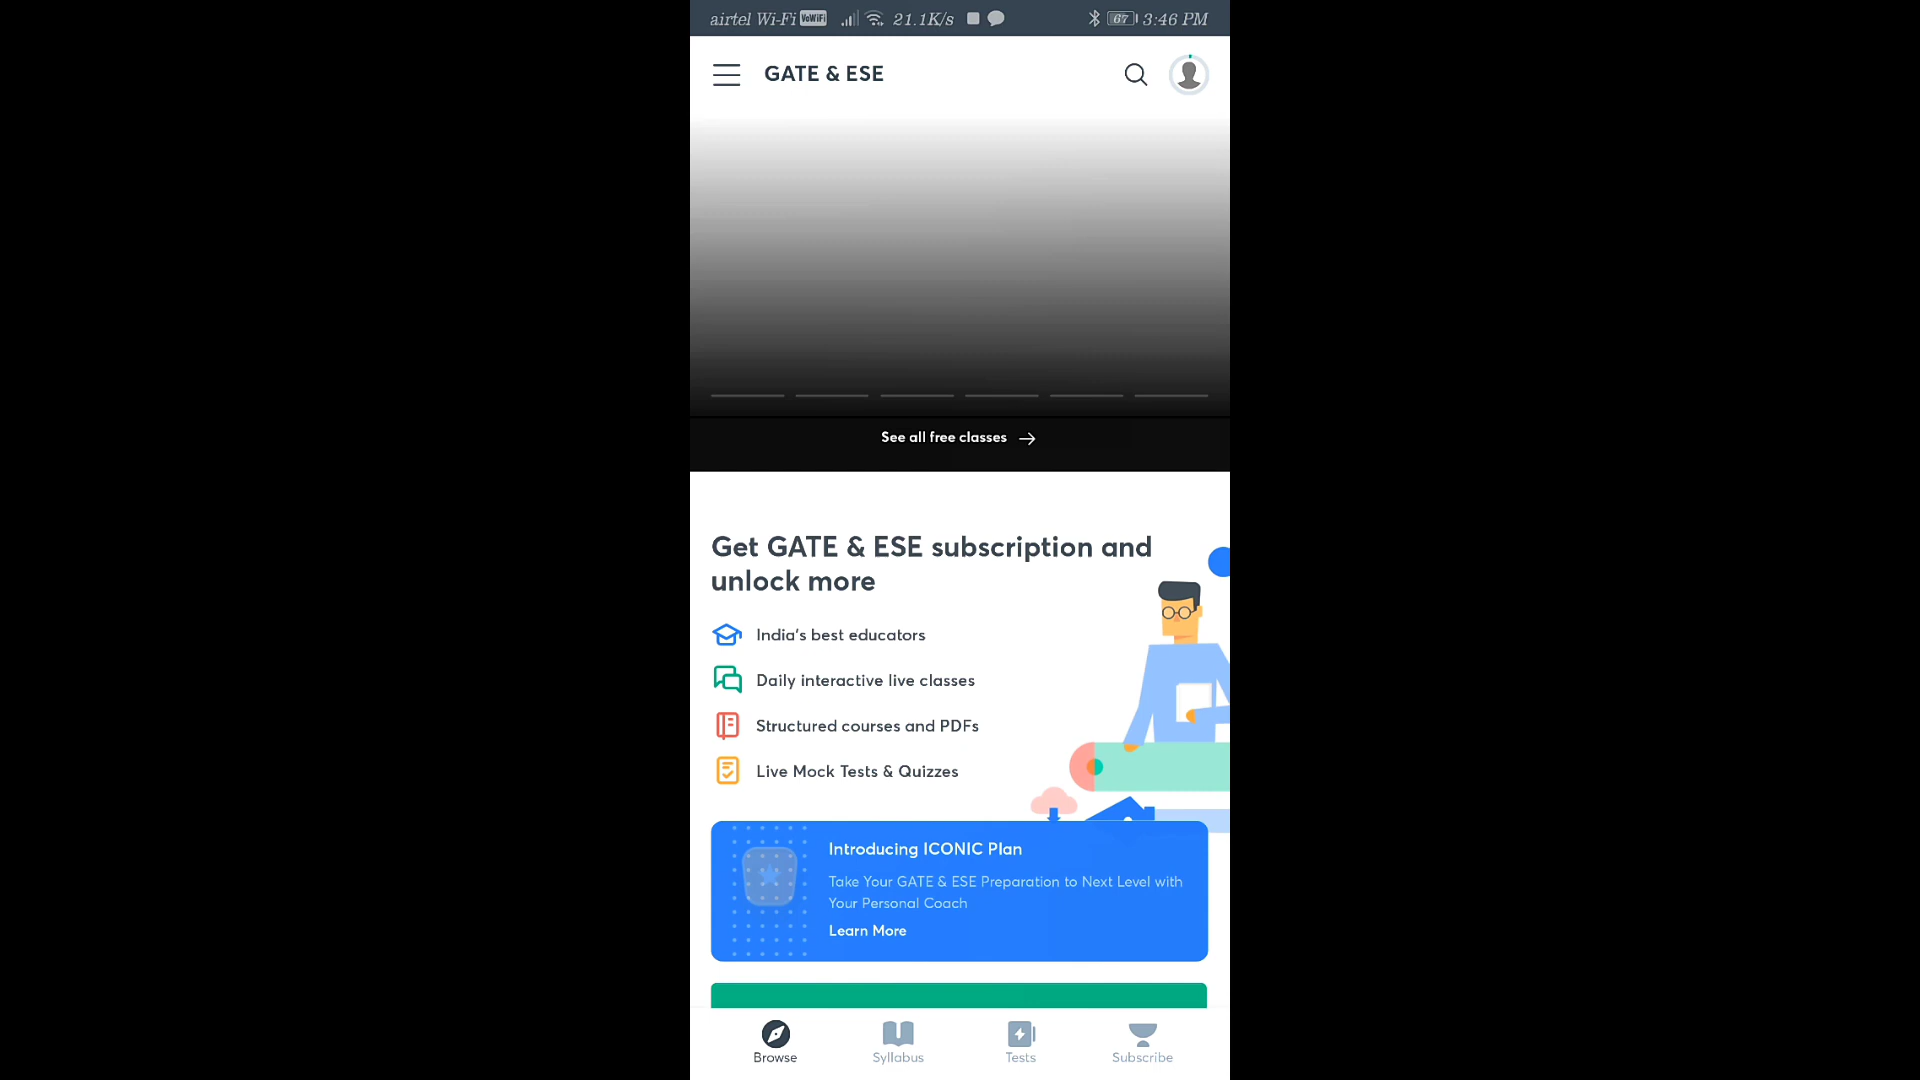 airtel Wi-Fi VoWiFi 21.1K/s 67 3:46 PM
GATE & ESE
See all free classes →
Get GATE & ESE subscription and
unlock more
India's best educators
Daily interactive live classes
Structured courses and PDFs
Live Mock Tests & Quizzes
Introducing ICONIC Plan
Take Your GATE & ESE Preparation to Next Level with
Your Personal Coach
Learn More
Browse Syllabus Tests Subscribe